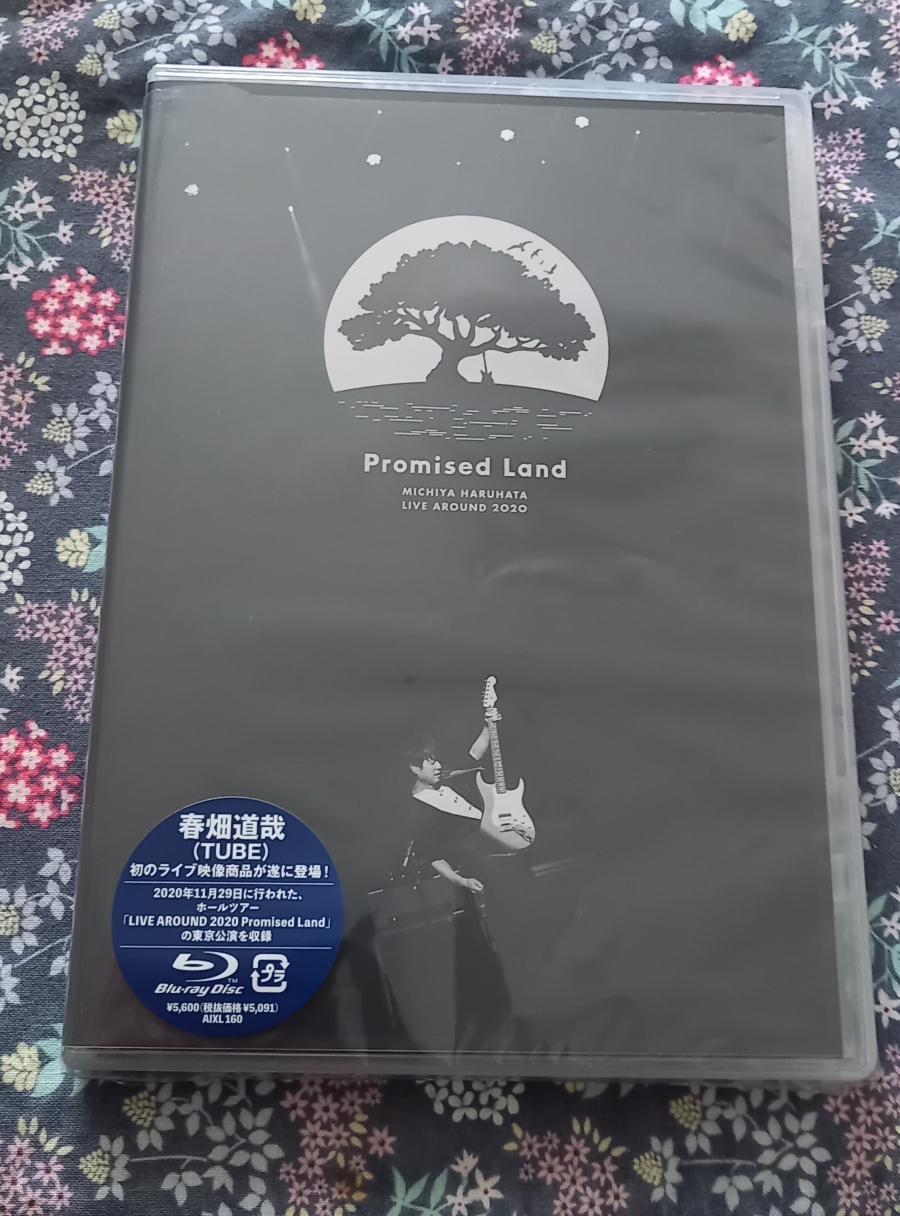 Promised Land
MICHIYA HARUHATA
LIVE AROUND 2020
春畑道哉
(TUBE)
初のライブ映像商品が遂に登場!
2020年11月29日に行われた、
ホールツアー
「LIVE AROUND 2020 Promised Land」
の東京公演を収録
Blu-ray Disc TM プラ
¥5,600(税抜価格 ¥5,091)
AIXL 160